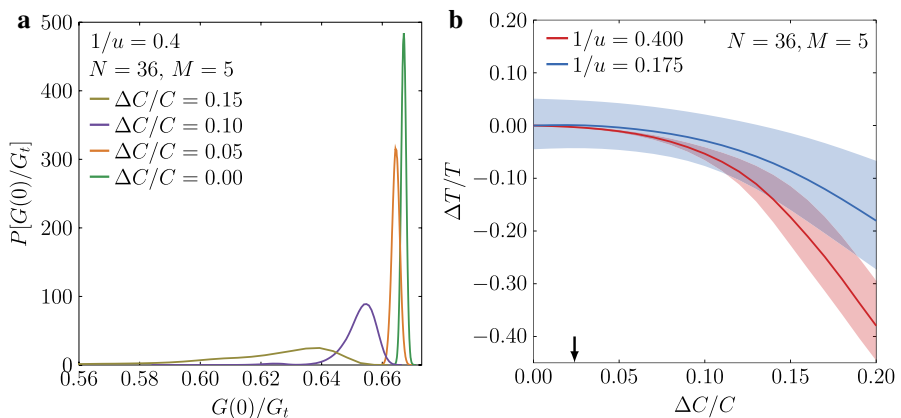 a
500
400
300
200
100
0
P[G(0)/G_t]
1/u = 0.4
N = 36, M = 5
ΔC/C = 0.15
ΔC/C = 0.10
ΔC/C = 0.05
ΔC/C = 0.00
0.56 0.58 0.60 0.62 0.64 0.66
G(0)/G_t
b
0.20
0.10
0.00
−0.10
−0.20
−0.30
−0.40
ΔT/T
1/u = 0.400
1/u = 0.175
N = 36, M = 5
0.00 0.05 0.10 0.15 0.20
ΔC/C